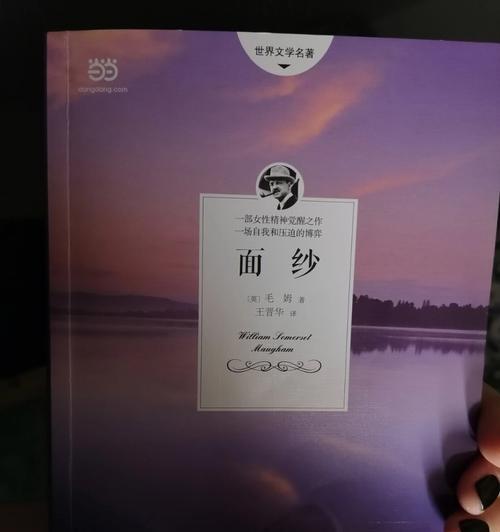 世界文学名著
当当
dangdang.com
一部女性精神觉醒之作
一场自我和压迫的博弈
面纱
[英] 毛姆 著
王晋华 译
William Somerset
Maugham